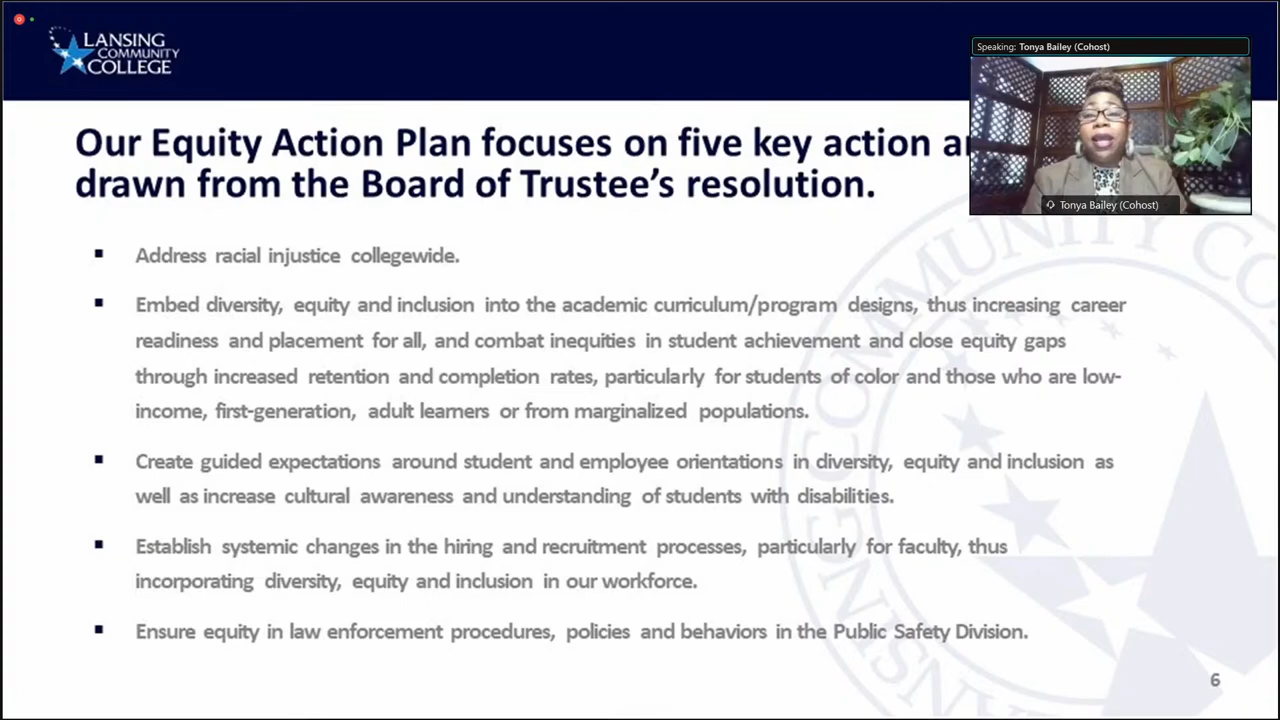 LANSING
COMMUNITY
COLLEGE
Speaking: Tonya Bailey (Cohost)
Tonya Bailey (Cohost)
Our Equity Action Plan focuses on five key action
drawn from the Board of Trustee's resolution.
▪ Address racial injustice collegewide.
▪ Embed diversity, equity and inclusion into the academic curriculum/program designs, thus increasing career
readiness and placement for all, and combat inequities in student achievement and close equity gaps
through increased retention and completion rates, particularly for students of color and those who are low-
income, first-generation, adult learners or from marginalized populations.
▪ Create guided expectations around student and employee orientations in diversity, equity and inclusion as
well as increase cultural awareness and understanding of students with disabilities.
▪ Establish systemic changes in the hiring and recruitment processes, particularly for faculty, thus
incorporating diversity, equity and inclusion in our workforce.
▪ Ensure equity in law enforcement procedures, policies and behaviors in the Public Safety Division.
6